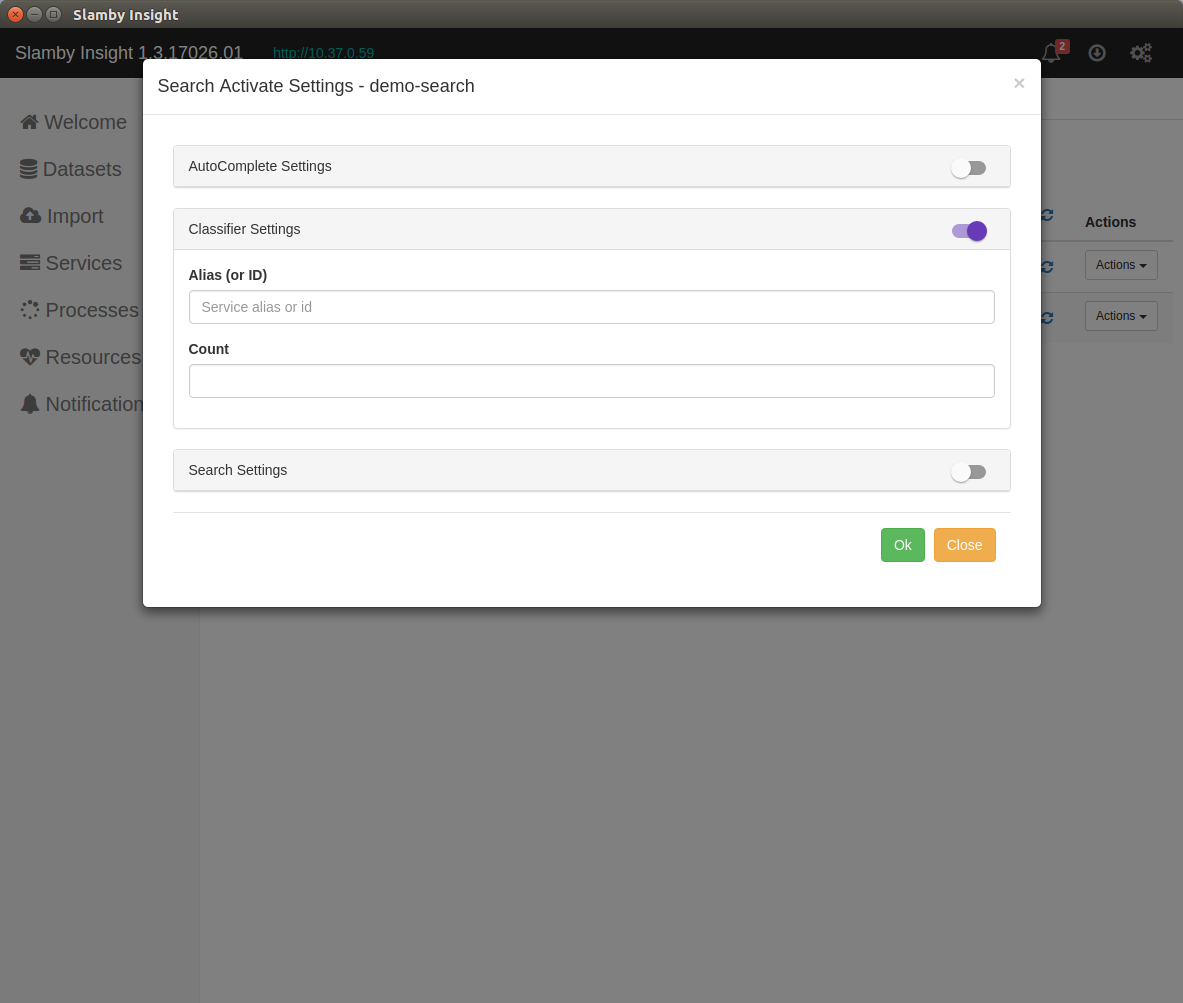 Slamby Insight
Slamby Insight 1.3.17026.01 http://10.37.0.59 2
Search Activate Settings - demo-search ×
Welcome
Datasets
Import
Services
Processes
Resources
Notification
AutoComplete Settings
Classifier Settings
Alias (or ID)
Service alias or id
Count
Search Settings
Ok Close
Actions
Actions
Actions